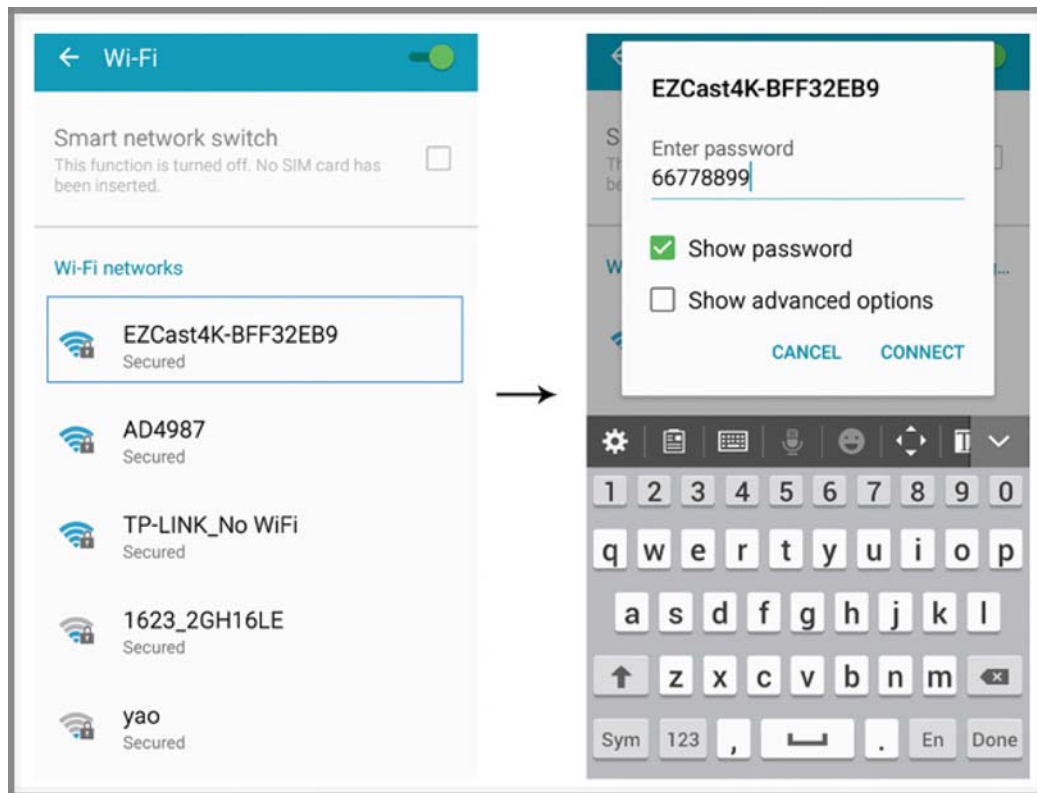 Wi-Fi
Smart network switch
This function is turned off. No SIM card has
been inserted.
Wi-Fi networks
EZCast4K-BFF32EB9
Secured
AD4987
Secured
TP-LINK_No WiFi
Secured
1623_2GH16LE
Secured
yao
Secured
EZCast4K-BFF32EB9
S
Enter password
Th
66778899
be
Show password
W
Show advanced options
CANCEL CONNECT
1 2 3 4 5 6 7 8 9 0
q w e r t y u i o p
a s d f g h j k l
z x c v b n m
Sym 123 , . En Done